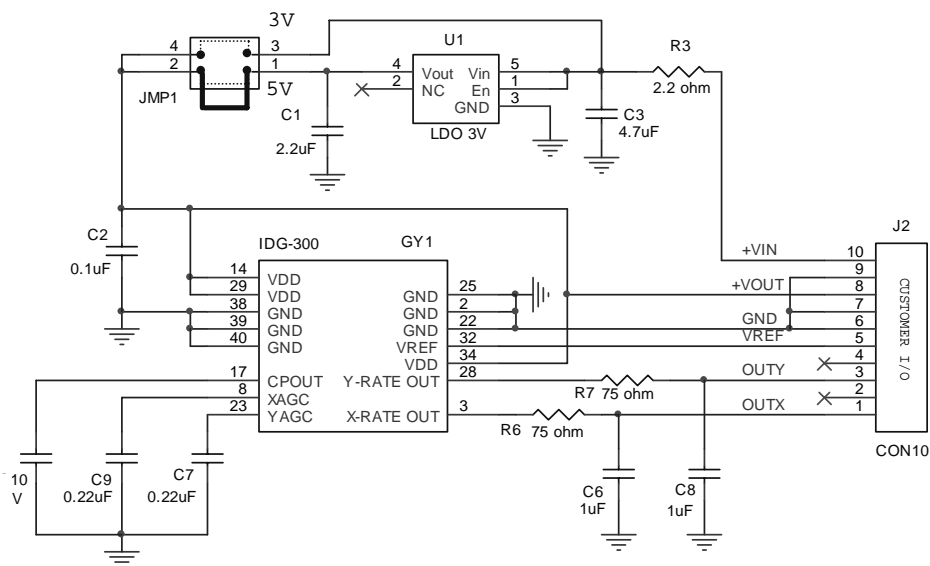 3V
4 3
2 1
5V
JMP1
U1
4 Vout Vin 5
2 NC En 1
GND 3
LDO 3V
R3
2.2 ohm
C1
2.2uF
C3
4.7uF
C2
0.1uF
IDG-300 GY1
14 VDD
29 VDD
38 GND
39 GND
40 GND
17 CPOUT
8 XAGC
23 YAGC
GND 25
GND 2
GND 22
VREF 32
VDD 34
Y-RATE OUT 28
X-RATE OUT 3
R7 75 ohm
R6 75 ohm
J2
+VIN 10
9
+VOUT 8
7
GND 6
VREF 5
4
OUTY 3
2
OUTX 1
CUSTOMER I/O
CON10
10
V
C9
0.22uF
C7
0.22uF
C6
1uF
C8
1uF